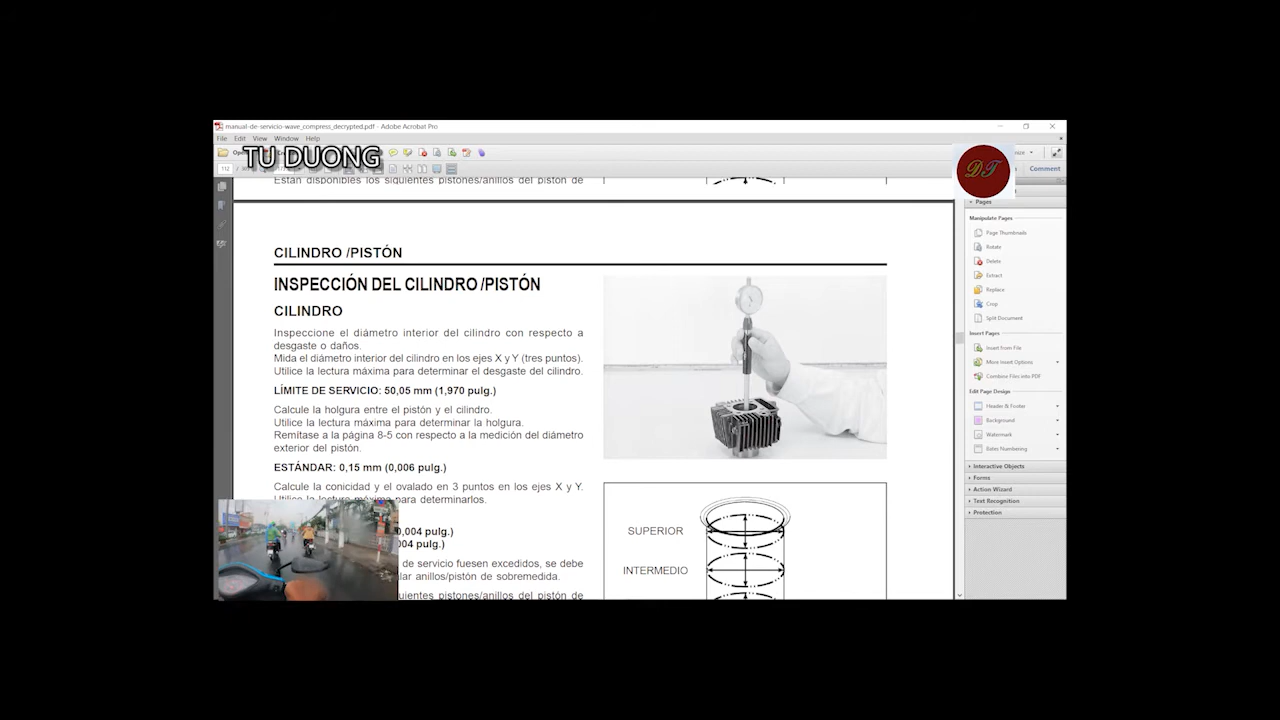 manual-de-servicio-wave_compress_decrypted.pdf - Adobe Acrobat Pro
File Edit View Window Help
TU DUONG
DT
112
Comment
Están disponibles los siguientes pistones/anillos del pistón de
CILINDRO /PISTÓN
INSPECCIÓN DEL CILINDRO /PISTÓN
CILINDRO
Inspeccione el diámetro interior del cilindro con respecto a
desgaste o daños.
Mida el diámetro interior del cilindro en los ejes X y Y (tres puntos).
Utilice la lectura máxima para determinar el desgaste del cilindro.
LÍMITE DE SERVICIO: 50,05 mm (1,970 pulg.)
Calcule la holgura entre el pistón y el cilindro.
Utilice la lectura máxima para determinar la holgura.
Remítase a la página 8-5 con respecto a la medición del diámetro
exterior del pistón.
ESTÁNDAR: 0,15 mm (0,006 pulg.)
Calcule la conicidad y el ovalado en 3 puntos en los ejes X y Y.
Utilice la lectura máxima para determinarlos.
0,004 pulg.)
004 pulg.)
de servicio fuesen excedidos, se debe
lar anillos/pistón de sobremedida.
uientes pistones/anillos del pistón de
SUPERIOR
INTERMEDIO
Pages
Manipulate Pages
Page Thumbnails
Rotate
Delete
Extract
Replace
Crop
Split Document
Insert Pages
Insert from File
More Insert Options
Combine Files into PDF
Edit Page Design
Header & Footer
Background
Watermark
Bates Numbering
Interactive Objects
Forms
Action Wizard
Text Recognition
Protection